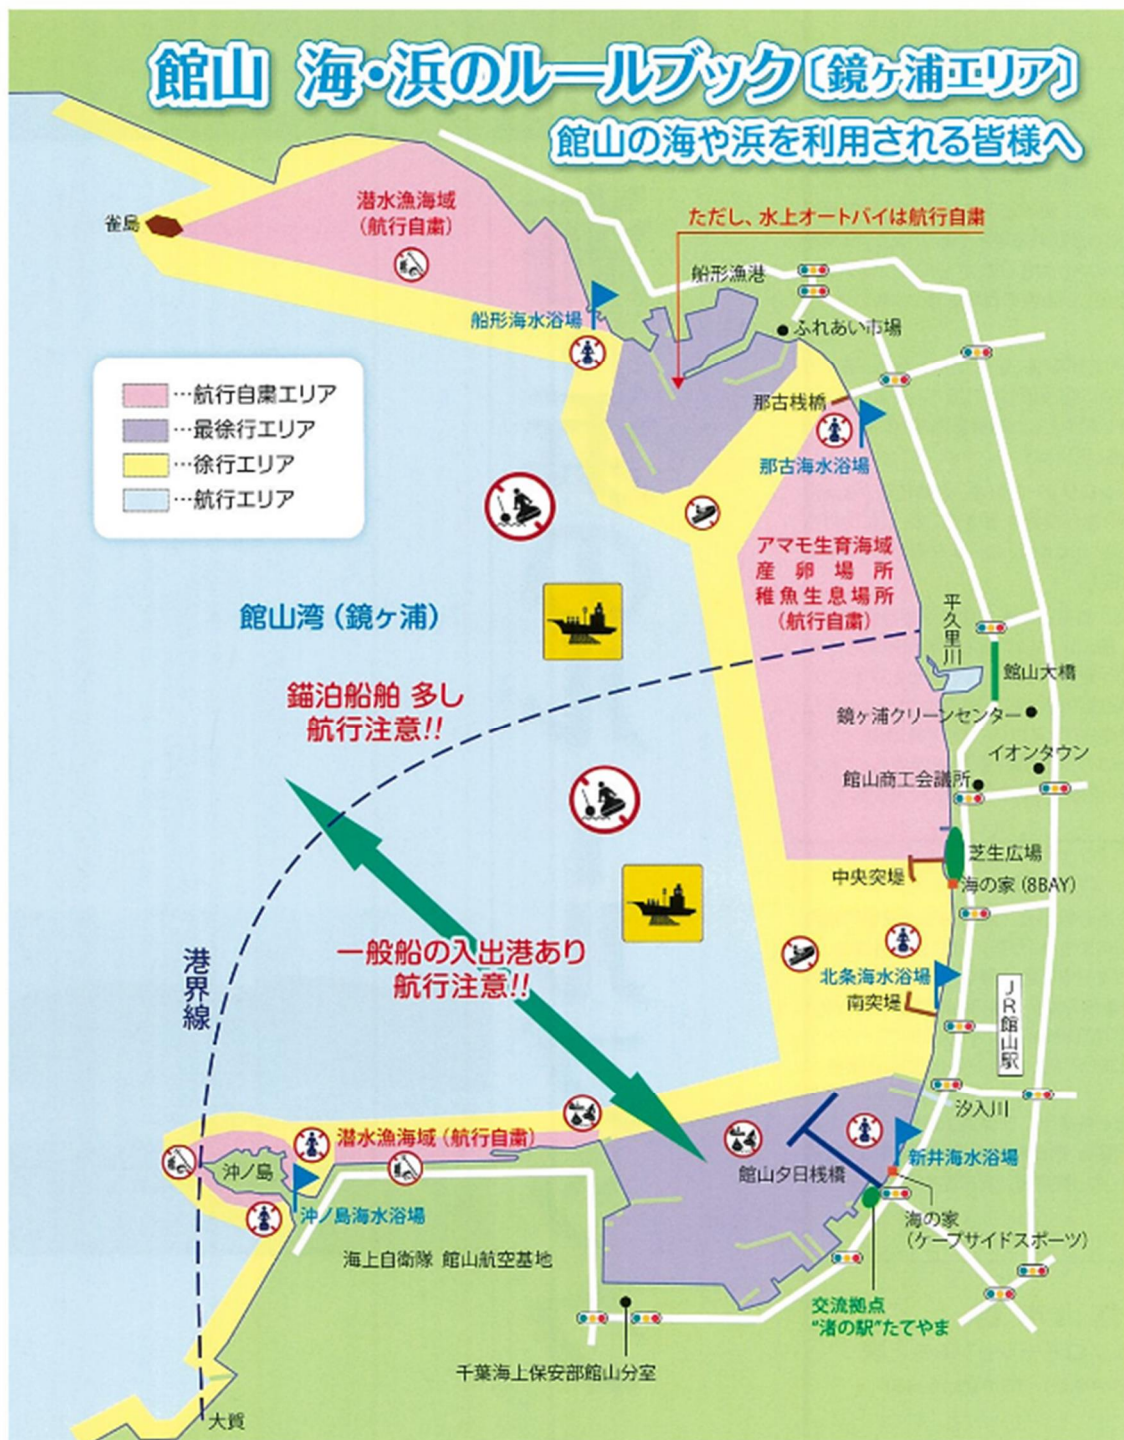 館山 海・浜のルールブック〔鏡ヶ浦エリア〕
館山の海や浜を利用される皆様へ
潜水漁海域
(航行自粛)
雀島
ただし、水上オートバイは航行自粛
船形漁港
船形海水浴場
ふれあい市場
…航行自粛エリア
…最徐行エリア
…徐行エリア
…航行エリア
那古桟橋
那古海水浴場
アマモ生育海域
産卵場所
稚魚生息場所
(航行自粛)
平久里川
館山湾(鏡ヶ浦)
館山大橋
錨泊船舶 多し
航行注意!!
鏡ヶ浦クリーンセンター
イオンタウン
館山商工会議所
芝生広場
中央突堤
海の家(8BAY)
一般船の入出港あり
航行注意!!
港界線
北条海水浴場
南突堤
JR館山駅
汐入川
潜水漁海域(航行自粛)
沖ノ島
館山夕日桟橋
新井海水浴場
沖ノ島海水浴場
海の家
(ケープサイドスポーツ)
海上自衛隊 館山航空基地
交流拠点
"渚の駅"たてやま
千葉海上保安部館山分室
大賀